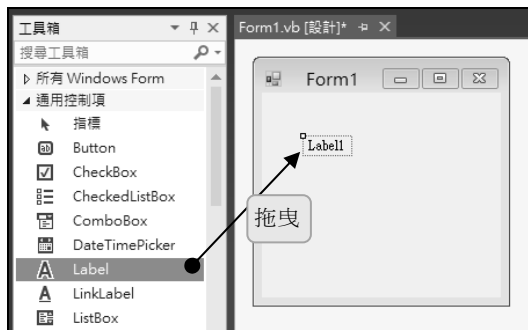 工具箱
搜尋工具箱
所有 Windows Form
通用控制項
指標
Button
CheckBox
CheckedListBox
ComboBox
DateTimePicker
Label
LinkLabel
ListBox
Form1.vb [設計]*
Form1
Label1
拖曳